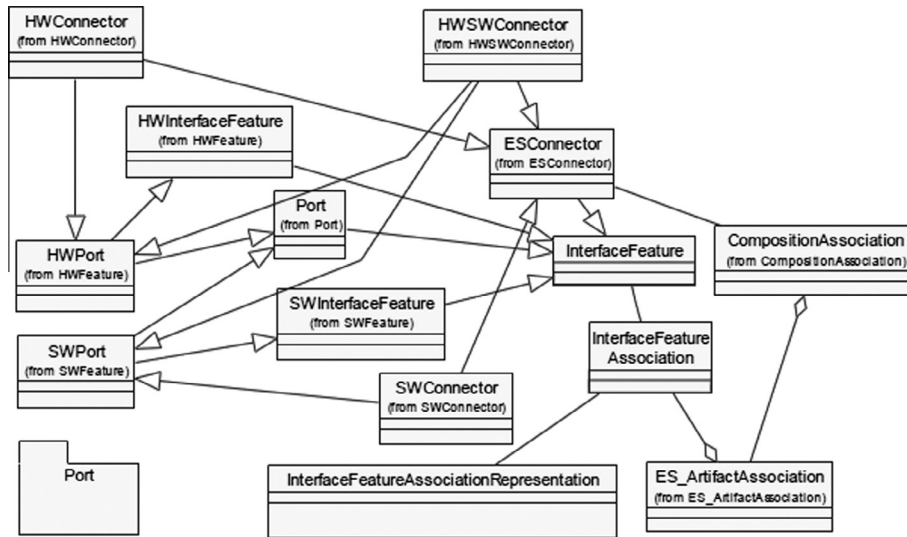 HWConnector
(from HWConnector)
HWSWConnector
(from HWSWConnector)
HWInterfaceFeature
(from HWFeature)
ESConnector
(from ESConnector)
Port
(from Port)
HWPort
(from HWFeature)
InterfaceFeature
CompositionAssociation
(from CompositionAssociation)
SWInterfaceFeature
(from SWFeature)
SWPort
(from SWFeature)
InterfaceFeature
Association
SWConnector
(from SWConnector)
Port
InterfaceFeatureAssociationRepresentation
ES_ArtifactAssociation
(from ES_ArtifactAssociation)